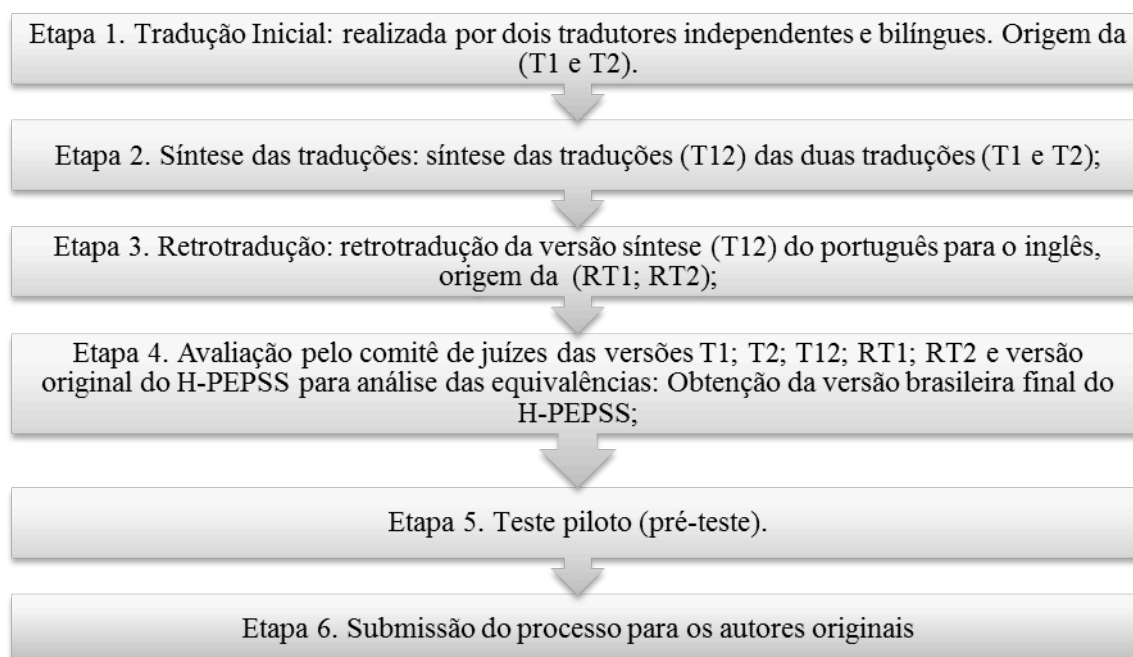 Etapa 1. Tradução Inicial: realizada por dois tradutores independentes e bilíngues. Origem da
(T1 e T2).
Etapa 2. Síntese das traduções: síntese das traduções (T12) das duas traduções (T1 e T2);
Etapa 3. Retrotradução: retrotradução da versão síntese (T12) do português para o inglês,
origem da (RT1; RT2);
Etapa 4. Avaliação pelo comitê de juízes das versões T1; T2; T12; RT1; RT2 e versão
original do H-PEPSS para análise das equivalências: Obtenção da versão brasileira final do
H-PEPSS;
Etapa 5. Teste piloto (pré-teste).
Etapa 6. Submissão do processo para os autores originais